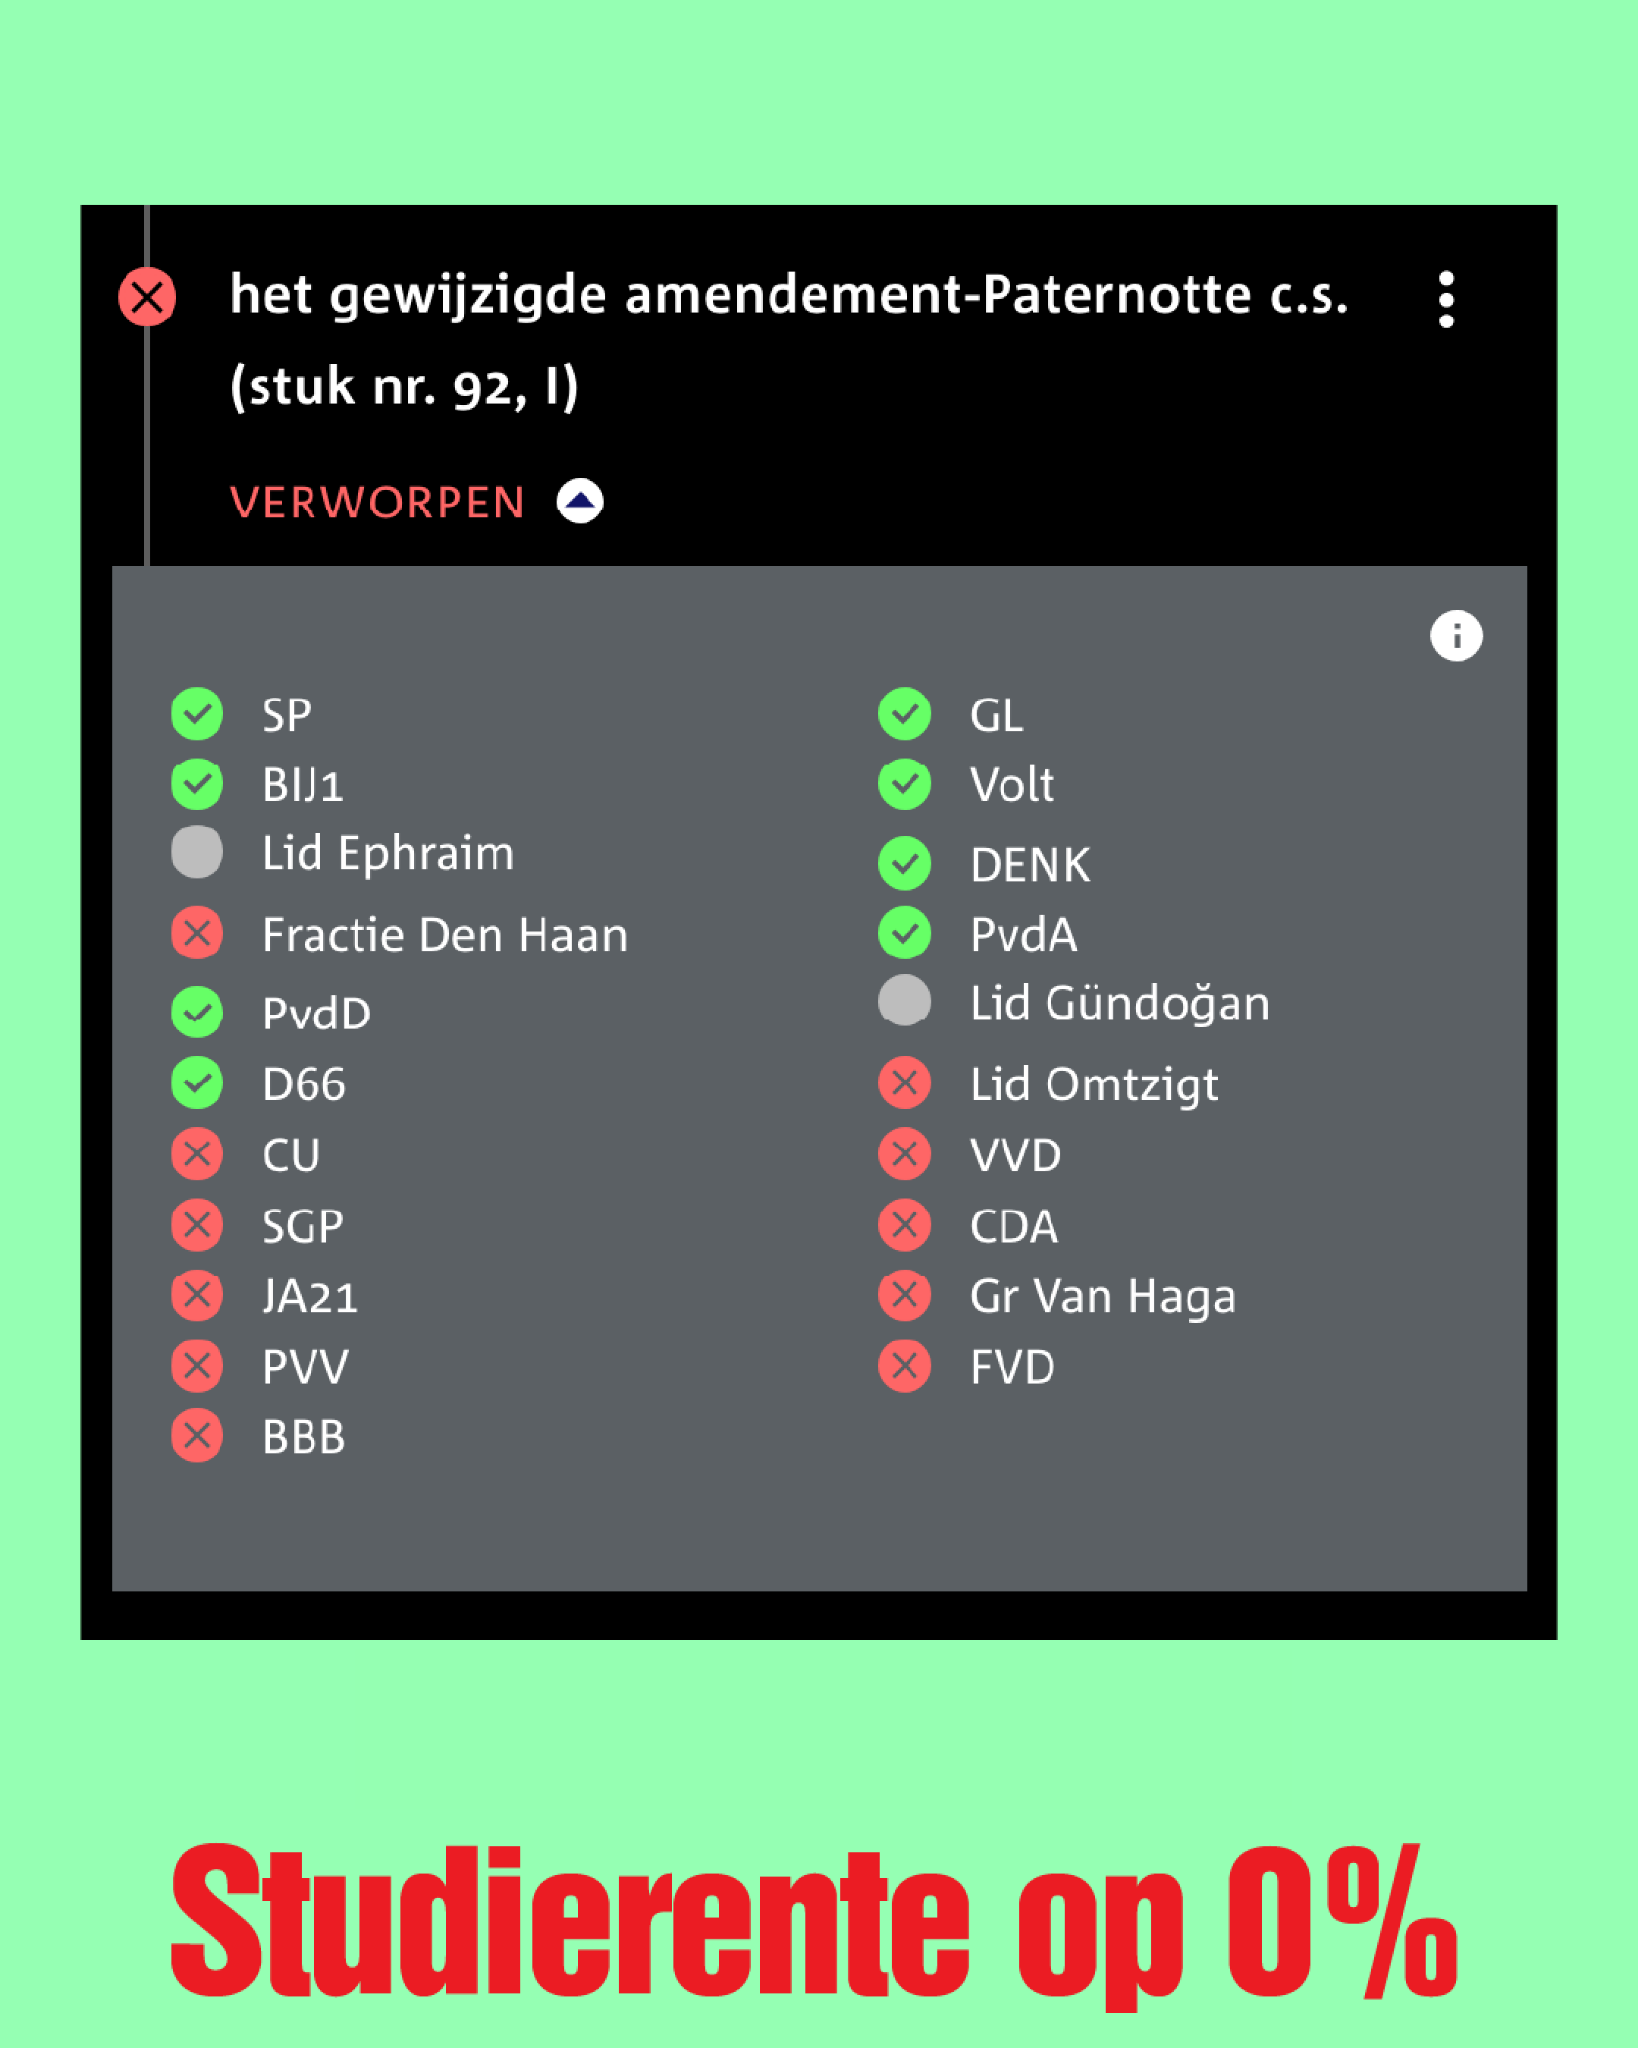 het gewijzigde amendement-Paternotte c.s.
(stuk nr. 92, I)
VERWORPEN
SP
BIJ1
Lid Ephraim
Fractie Den Haan
PvdD
D66
CU
SGP
JA21
PVV
BBB
GL
Volt
DENK
PvdA
Lid Gündoğan
Lid Omtzigt
VVD
CDA
Gr Van Haga
FVD
Studierente op 0%